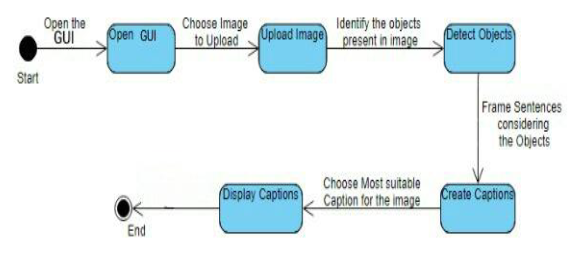 Open the
GUI
Start
Open GUI
Choose Image
to Upload
Upload Image
Identify the objects
present in image
Detect Objects
Frame Sentences
considering
the Objects
Create Captions
Choose Most suitable
Caption for the image
Display Captions
End